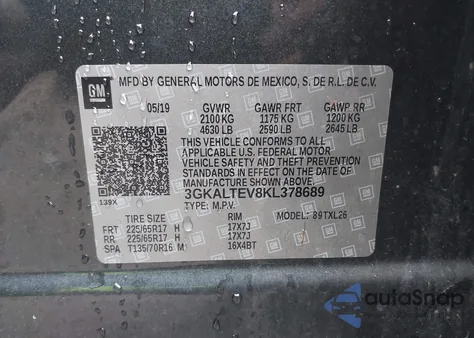 GM
MFD BY GENERAL MOTORS DE MEXICO, S. DE R.L. DE C.V.
05/19 GVWR GAWR FRT GAWR RR
2100 KG 1175 KG 1200 KG
4630 LB 2590 LB 2645 LB
THIS VEHICLE CONFORMS TO ALL
APPLICABLE U.S. FEDERAL MOTOR
VEHICLE SAFETY AND THEFT PREVENTION
STANDARDS IN EFFECT ON THE DATE OF
MANUFACTURE SHOWN ABOVE.
139X
3GKALTEV8KL378689
TYPE: M.P.V. MODEL: 89TXL26
TIRE SIZE RIM
FRT 225/65R17 H 17X7J
RR 225/65R17 H 17X7J
SPA T135/70R16 M 16X4BT
autoSnap